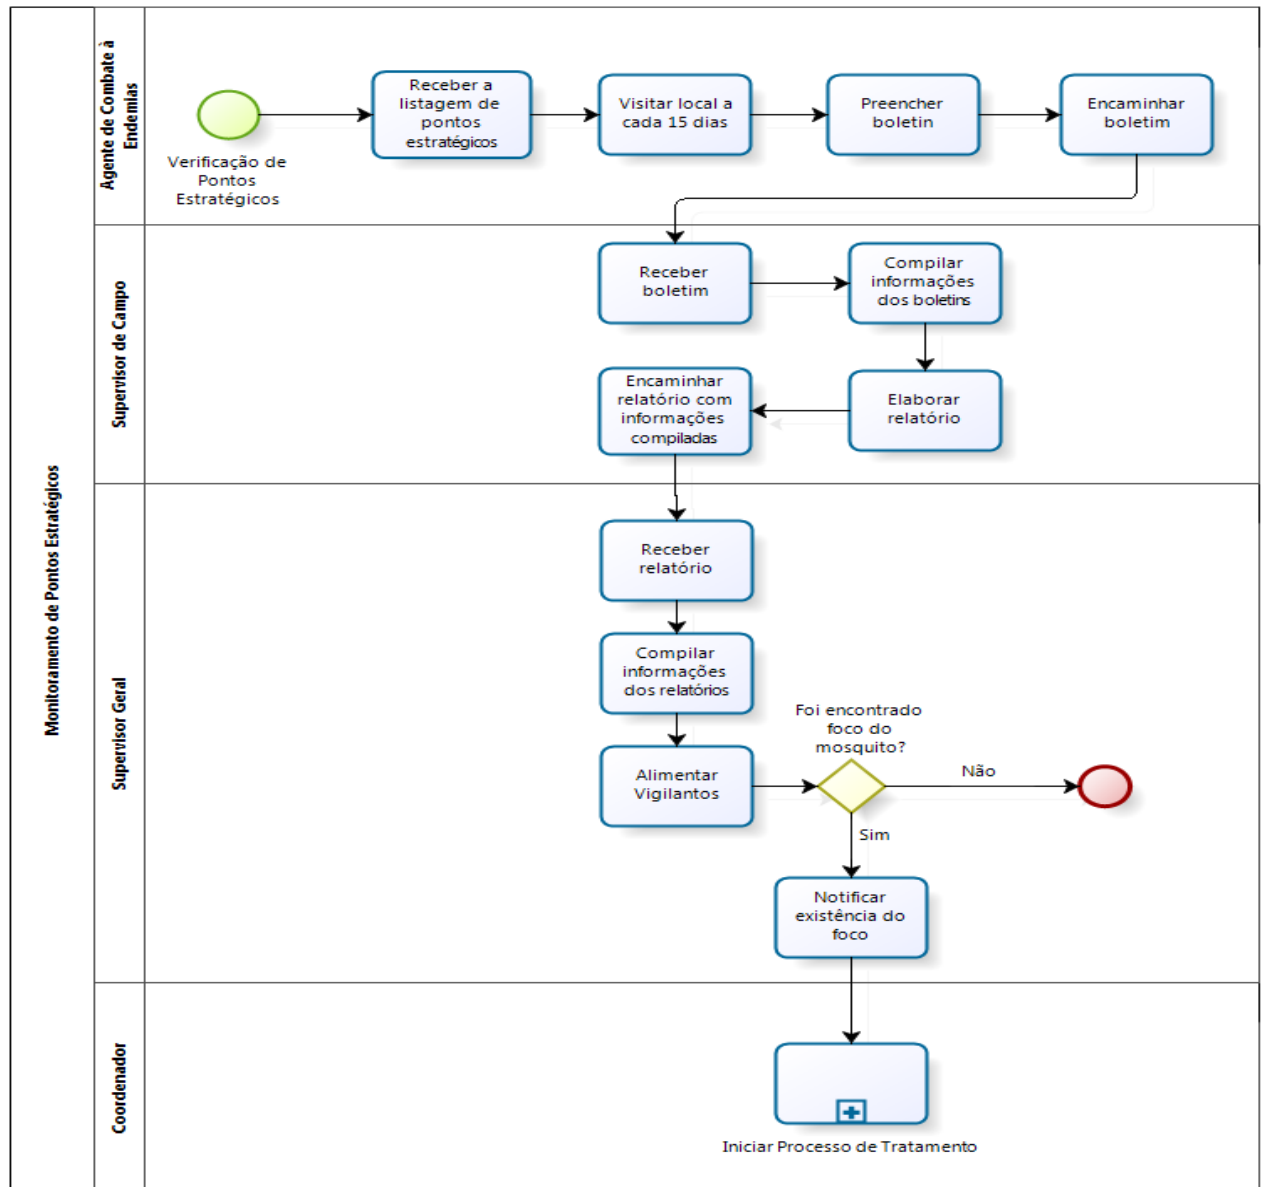 Monitoramento de Pontos Estratégicos
Agente de Combate à
Endemias
Verificação de
Pontos
Estratégicos
Receber a
listagem de
pontos
estratégicos
Visitar local a
cada 15 dias
Preencher
boletin
Encaminhar
boletim
Supervisor de Campo
Receber
boletim
Compilar
informações
dos boletins
Elaborar
relatório
Encaminhar
relatório com
informações
compiladas
Supervisor Geral
Receber
relatório
Compilar
informações
dos relatórios
Alimentar
Vigilantos
Foi encontrado
foco do
mosquito?
Não
Sim
Notificar
existência do
foco
Coordenador
Iniciar Processo de Tratamento